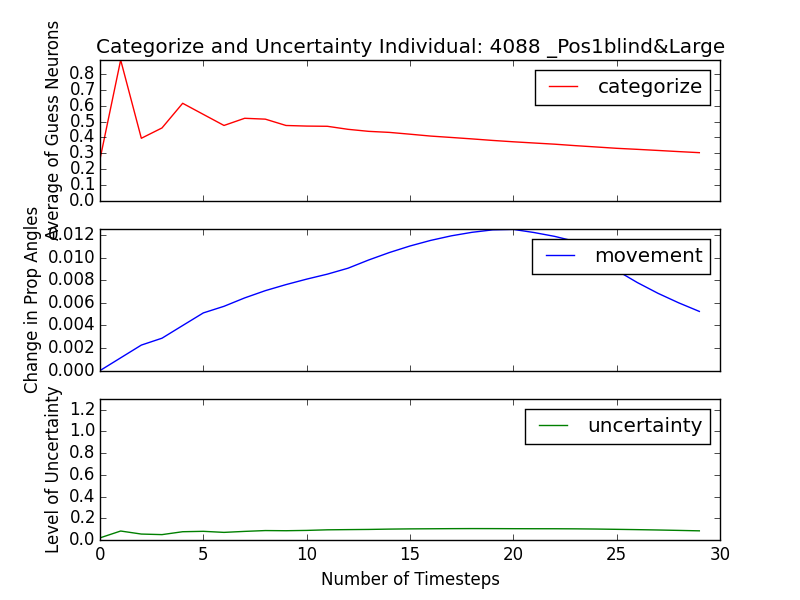 Categorize and Uncertainty Individual: 4088 _Pos1blind&Large
Average of Guess Neurons
0.8
0.7
0.6
0.5
0.4
0.3
0.2
0.1
0.0
categorize
Change in Prop Angles
0.012
0.010
0.008
0.006
0.004
0.002
0.000
movement
Level of Uncertainty
1.2
1.0
0.8
0.6
0.4
0.2
0.0
uncertainty
0 5 10 15 20 25 30
Number of Timesteps